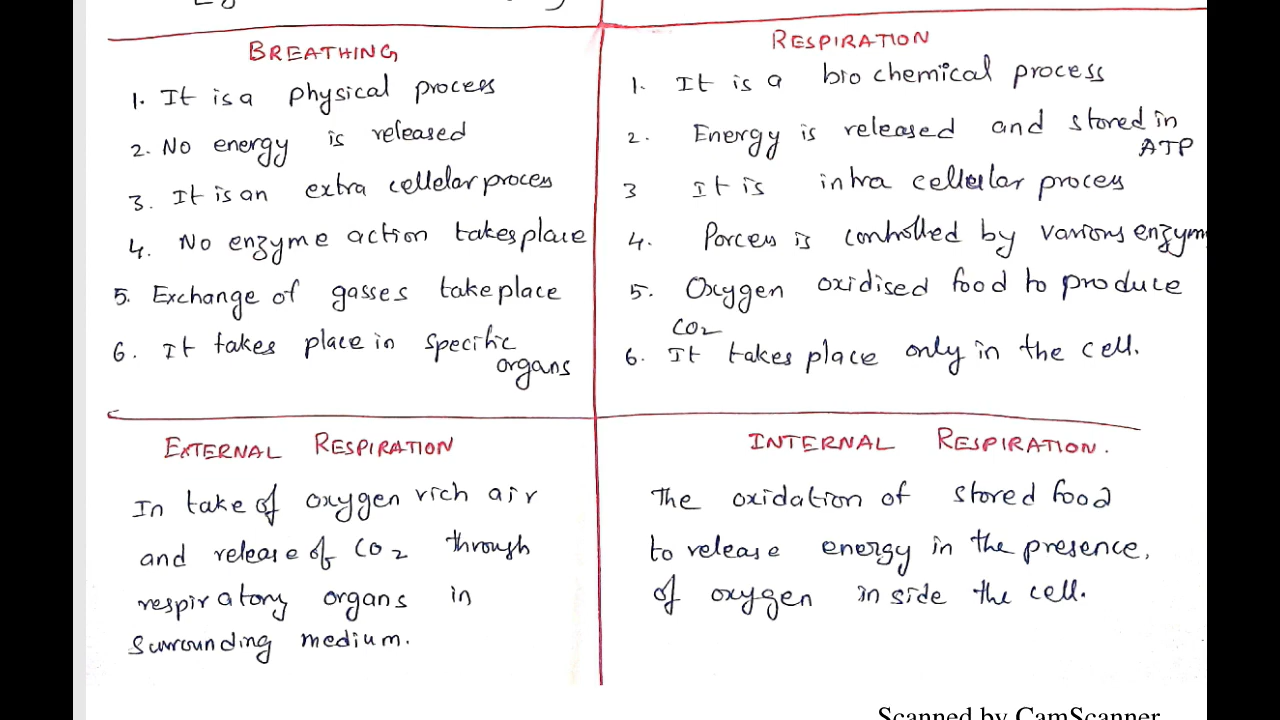 BREATHING
1. It is a physical process
2. No energy is released
3. It is an extra cellelar process
4. No enzyme action takes place
5. Exchange of gasses take place
6. It takes place in specific
organs
RESPIRATION
1. It is a bio chemical process
2. Energy is released and stored in
ATP
3 It is intra cellular process
4. Porcess is controlled by various enzym
5. Oxygen oxidised food to produce
CO2
6. It takes place only in the cell.
EXTERNAL RESPIRATION
In take of oxygen rich air
and release of CO2 through
respiratory organs in
surrounding medium.
INTERNAL RESPIRATION.
The oxidation of stored food
to release energy in the presence,
of oxygen in side the cell.
Scanned by CamScanner